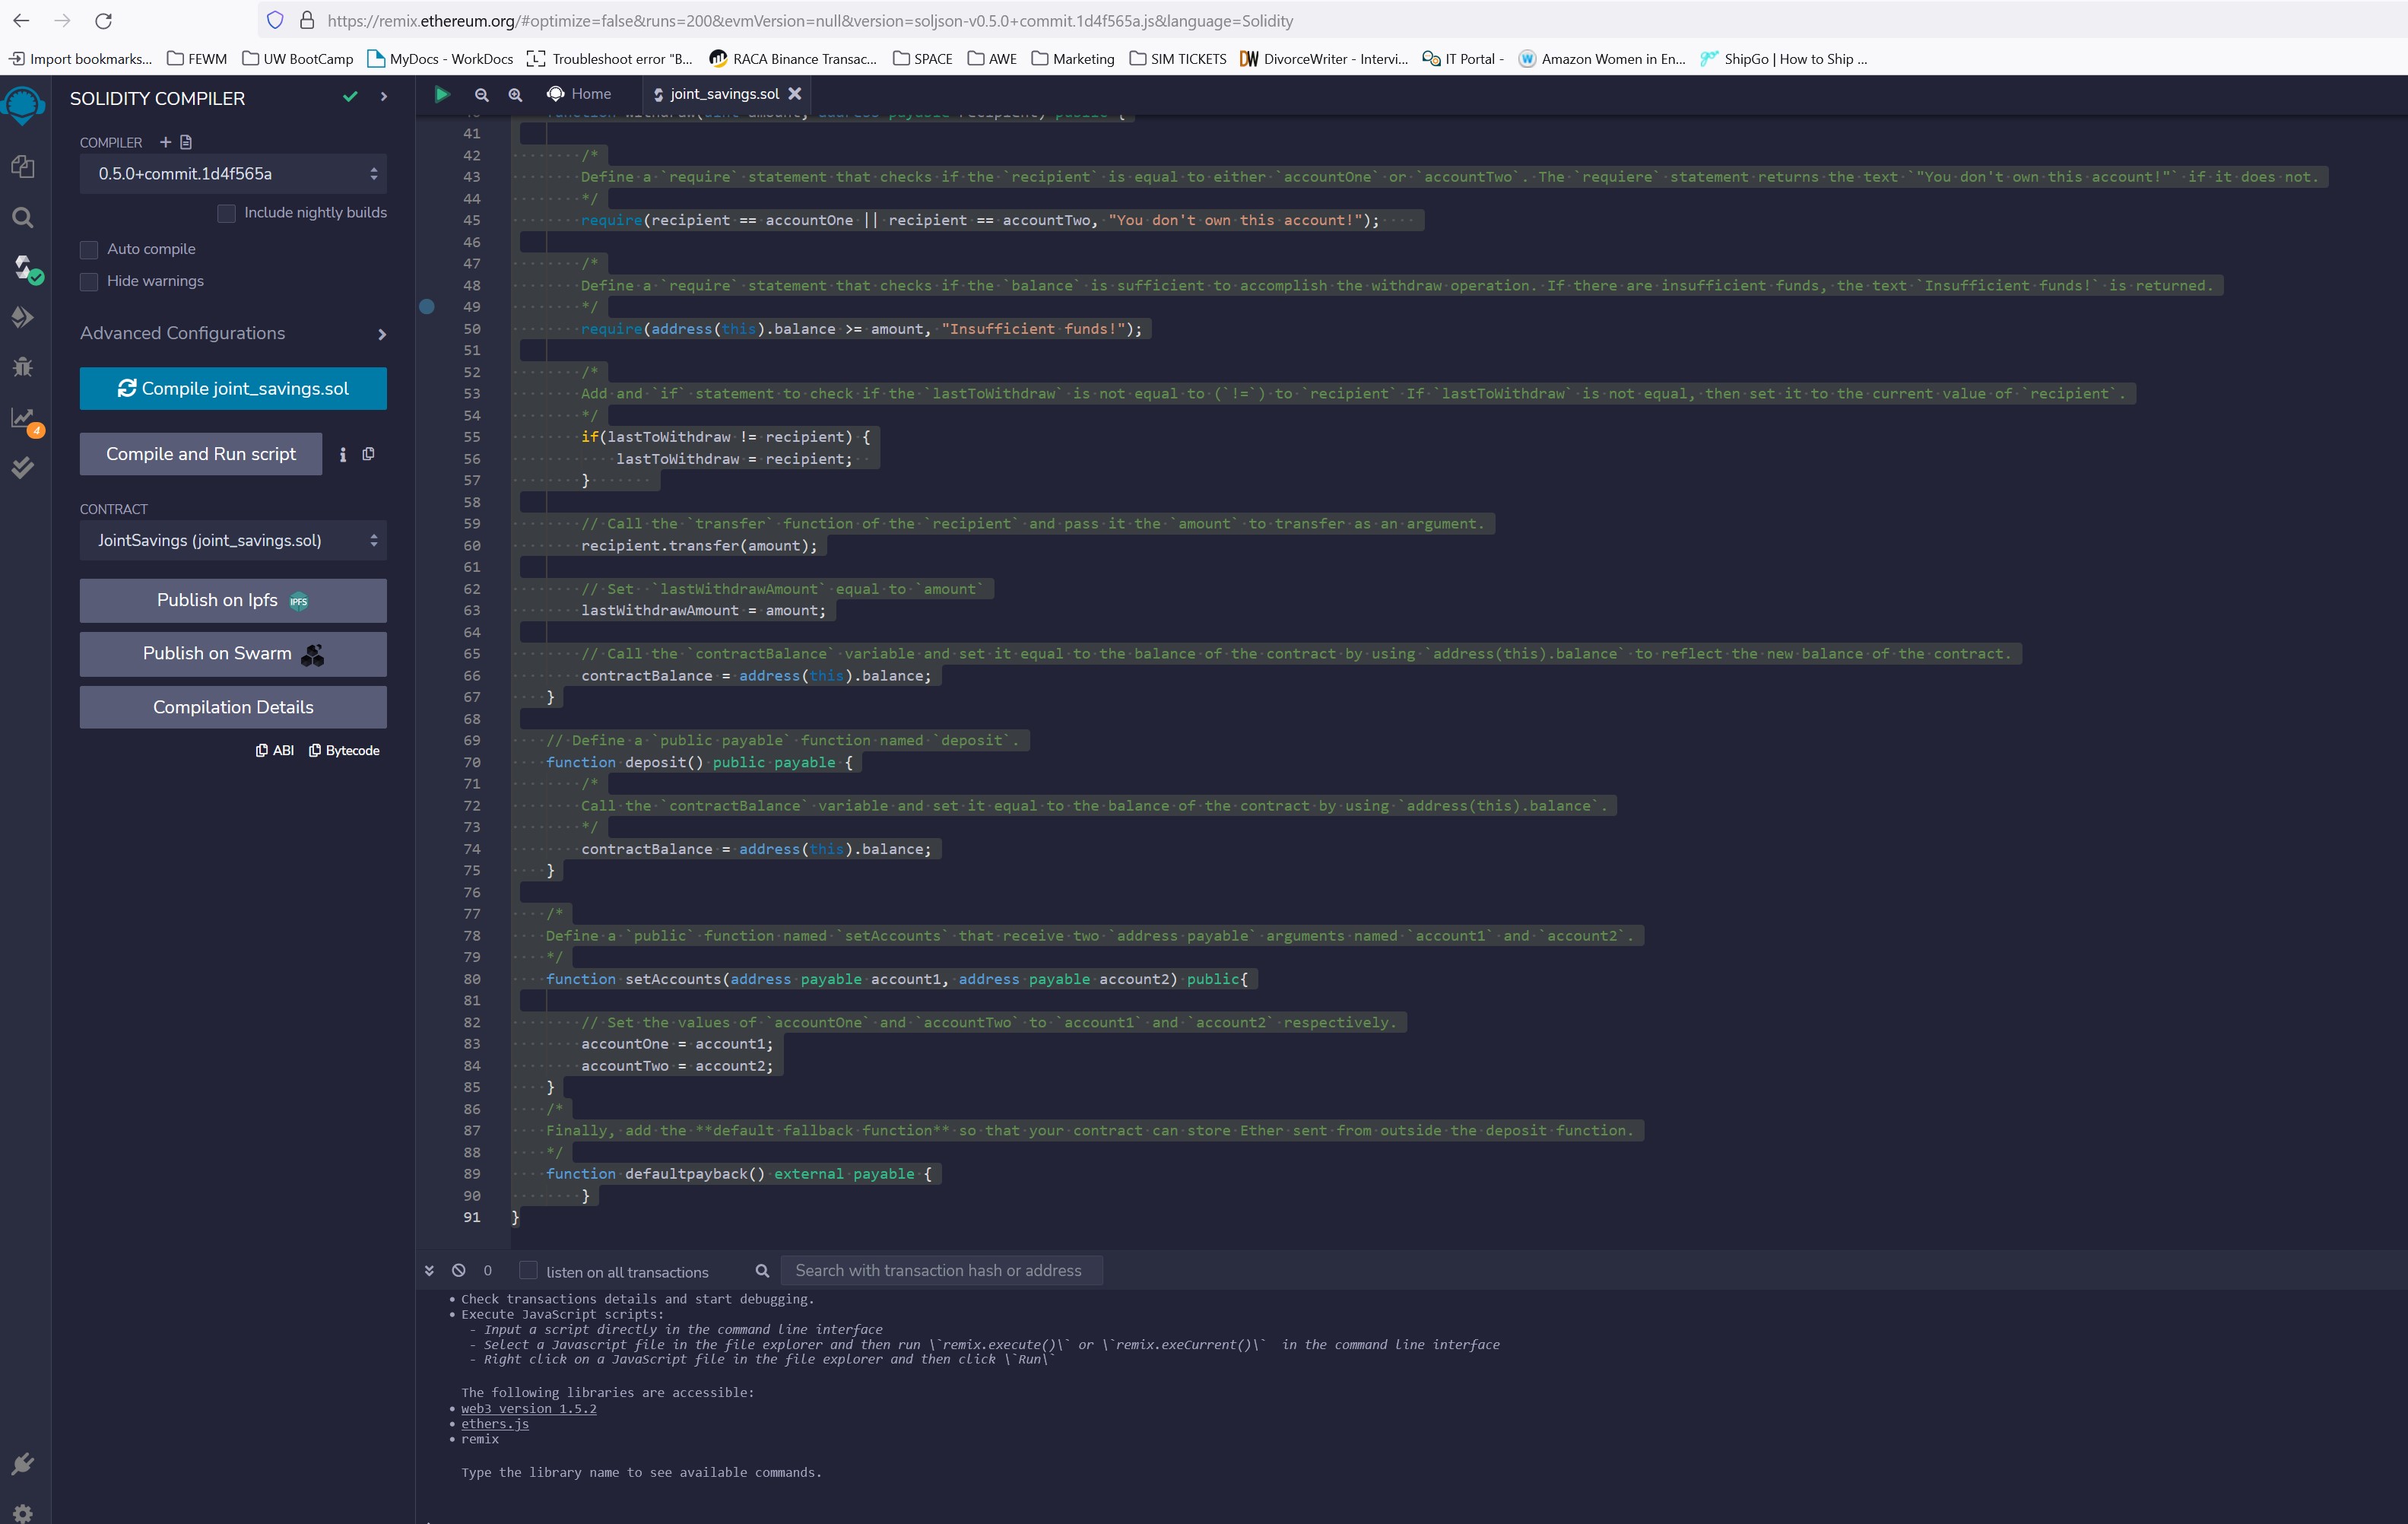 https://remix.ethereum.org/#optimize=false&runs=200&evmVersion=null&version=soljson-v0.5.0+commit.1d4f565a.js&language=Solidity
Import bookmarks... FEWM UW BootCamp MyDocs - WorkDocs Troubleshoot error "B... RACA Binance Transac... SPACE AWE Marketing SIM TICKETS DW DivorceWriter - Intervi... IT Portal - Amazon Women in En... ShipGo | How to Ship ...
SOLIDITY COMPILER
COMPILER
0.5.0+commit.1d4f565a
Include nightly builds
Auto compile
Hide warnings
Advanced Configurations
Compile joint_savings.sol
Compile and Run script
CONTRACT
JointSavings (joint_savings.sol)
Publish on Ipfs IPFS
Publish on Swarm
Compilation Details
ABI Bytecode
4
Home joint_savings.sol
40 function withdraw(uint amount, address payable recipient) public {
41
42 /*
43 Define a `require` statement that checks if the `recipient` is equal to either `accountOne` or `accountTwo`. The `requiere` statement returns the text `"You don't own this account!"` if it does not.
44 */
45 require(recipient == accountOne || recipient == accountTwo, "You don't own this account!");
46
47 /*
48 Define a `require` statement that checks if the `balance` is sufficient to accomplish the withdraw operation. If there are insufficient funds, the text `Insufficient funds!` is returned.
49 */
50 require(address(this).balance >= amount, "Insufficient funds!");
51
52 /*
53 Add and `if` statement to check if the `lastToWithdraw` is not equal to (`!=`) to `recipient` If `lastToWithdraw` is not equal, then set it to the current value of `recipient`.
54 */
55 if(lastToWithdraw != recipient) {
56 lastToWithdraw = recipient;
57 }
58
59 // Call the `transfer` function of the `recipient` and pass it the `amount` to transfer as an argument.
60 recipient.transfer(amount);
61
62 // Set  `lastWithdrawAmount` equal to `amount`
63 lastWithdrawAmount = amount;
64
65 // Call the `contractBalance` variable and set it equal to the balance of the contract by using `address(this).balance` to reflect the new balance of the contract.
66 contractBalance = address(this).balance;
67 }
68
69 // Define a `public payable` function named `deposit`.
70 function deposit() public payable {
71 /*
72 Call the `contractBalance` variable and set it equal to the balance of the contract by using `address(this).balance`.
73 */
74 contractBalance = address(this).balance;
75 }
76
77 /*
78 Define a `public` function named `setAccounts` that receive two `address payable` arguments named `account1` and `account2`.
79 */
80 function setAccounts(address payable account1, address payable account2) public{
81
82 // Set the values of `accountOne` and `accountTwo` to `account1` and `account2` respectively.
83 accountOne = account1;
84 accountTwo = account2;
85 }
86 /*
87 Finally, add the **default fallback function** so that your contract can store Ether sent from outside the deposit function.
88 */
89 function defaultpayback() external payable {
90 }
91 }
0 listen on all transactions Search with transaction hash or address
• Check transactions details and start debugging.
• Execute JavaScript scripts:
- Input a script directly in the command line interface
- Select a Javascript file in the file explorer and then run \`remix.execute()\` or \`remix.exeCurrent()\`  in the command line interface
- Right click on a JavaScript file in the file explorer and then click \`Run\`
The following libraries are accessible:
• web3 version 1.5.2
• ethers.js
• remix
Type the library name to see available commands.